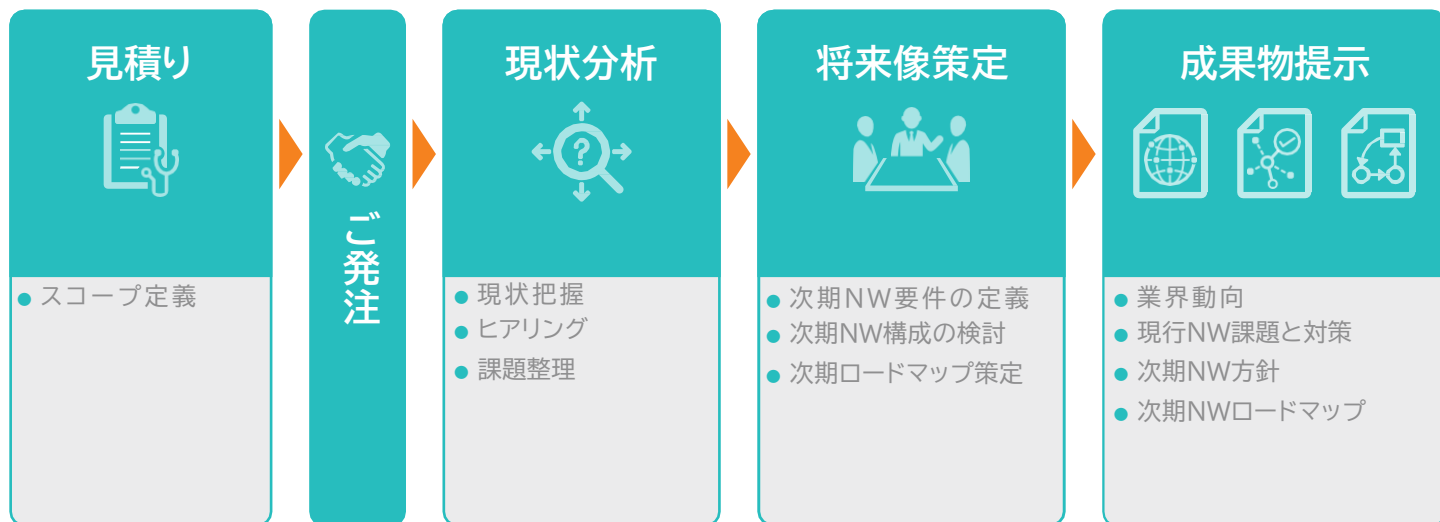 見積り
スコープ定義
ご発注
現状分析
?
現状把握
ヒアリング
課題整理
将来像策定
次期NW要件の定義
次期NW構成の検討
次期ロードマップ策定
成果物提示
業界動向
現行NW課題と対策
次期NW方針
次期NWロードマップ